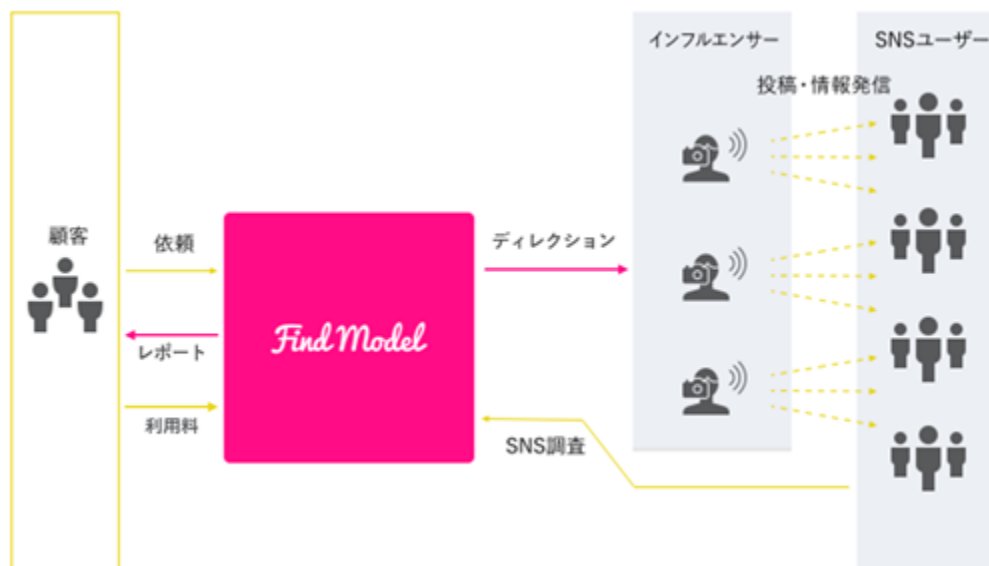 インフルエンサー
SNSユーザー
投稿・情報発信
顧客
依頼
ディレクション
Find Model
レポート
利用料
SNS調査